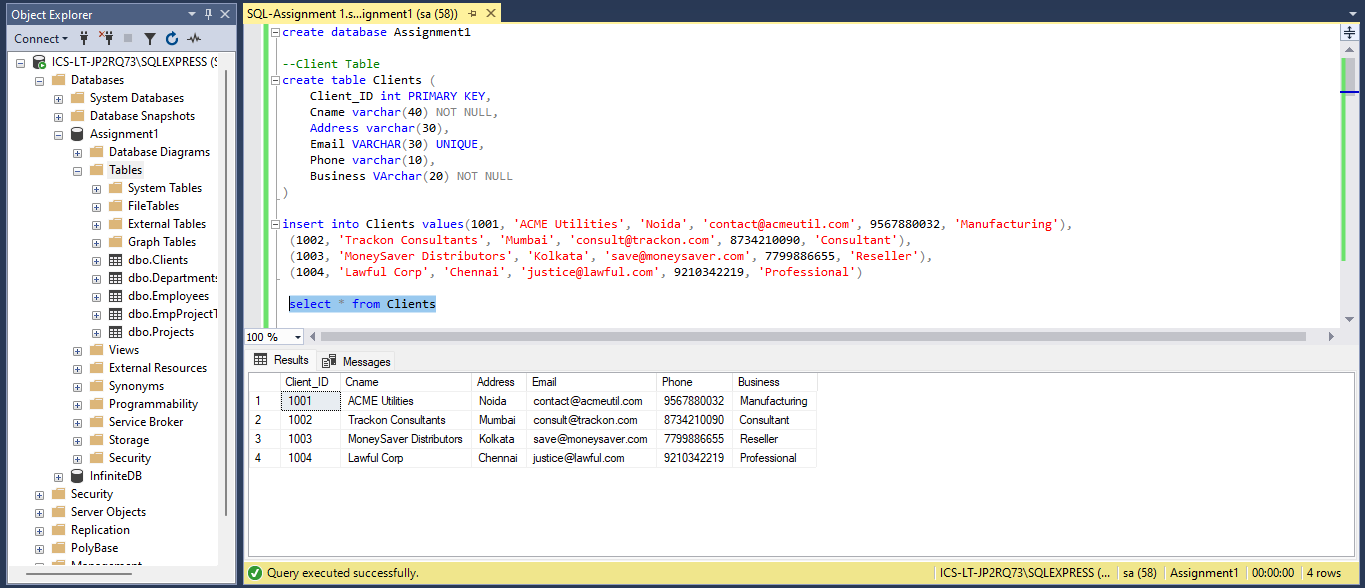 Object Explorer
Connect
ICS-LT-JP2RQ73\SQLEXPRESS (S
Databases
System Databases
Database Snapshots
Assignment1
Database Diagrams
Tables
System Tables
FileTables
External Tables
Graph Tables
dbo.Clients
dbo.Departments
dbo.Employees
dbo.EmpProjectT
dbo.Projects
Views
External Resources
Synonyms
Programmability
Service Broker
Storage
Security
InfiniteDB
Security
Server Objects
Replication
PolyBase
Management
SQL-Assignment 1.s...ignment1 (sa (58))
create database Assignment1
--Client Table
create table Clients (
Client_ID int PRIMARY KEY,
Cname varchar(40) NOT NULL,
Address varchar(30),
Email VARCHAR(30) UNIQUE,
Phone varchar(10),
Business VArchar(20) NOT NULL
)
insert into Clients values(1001, 'ACME Utilities', 'Noida', 'contact@acmeutil.com', 9567880032, 'Manufacturing'),
(1002, 'Trackon Consultants', 'Mumbai', 'consult@trackon.com', 8734210090, 'Consultant'),
(1003, 'MoneySaver Distributors', 'Kolkata', 'save@moneysaver.com', 7799886655, 'Reseller'),
(1004, 'Lawful Corp', 'Chennai', 'justice@lawful.com', 9210342219, 'Professional')
select * from Clients
100 %
Results Messages
Client_ID Cname Address Email Phone Business
1 1001 ACME Utilities Noida contact@acmeutil.com 9567880032 Manufacturing
2 1002 Trackon Consultants Mumbai consult@trackon.com 8734210090 Consultant
3 1003 MoneySaver Distributors Kolkata save@moneysaver.com 7799886655 Reseller
4 1004 Lawful Corp Chennai justice@lawful.com 9210342219 Professional
Query executed successfully. ICS-LT-JP2RQ73\SQLEXPRESS (... sa (58) Assignment1 00:00:00 4 rows